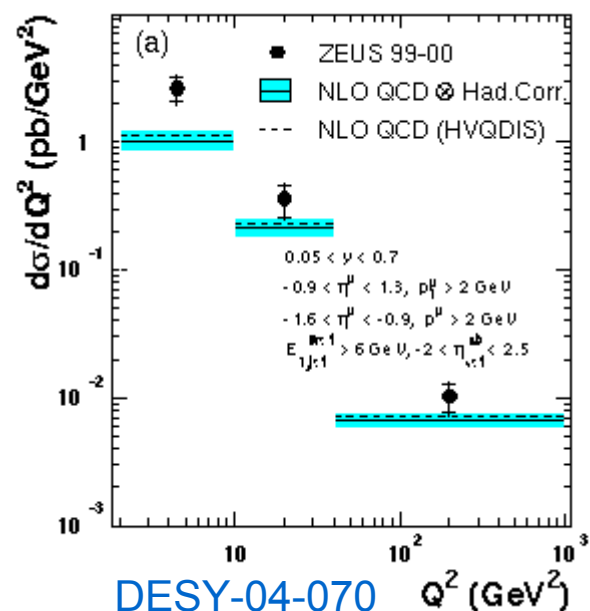 (a)
ZEUS 99-00
NLO QCD ⊗ Had.Corr.
NLO QCD (HVQDIS)
0.05 < y < 0.7
-0.9 < η^μ < 1.3, p_T^μ > 2 GeV
-1.6 < η^μ < -0.9, p^μ > 2 GeV
> 6 GeV, -2 < η < 2.5
dσ/dQ² (pb/GeV²)
1
10⁻¹
10⁻²
10⁻³
10 10² 10³
DESY-04-070 Q² (GeV²)